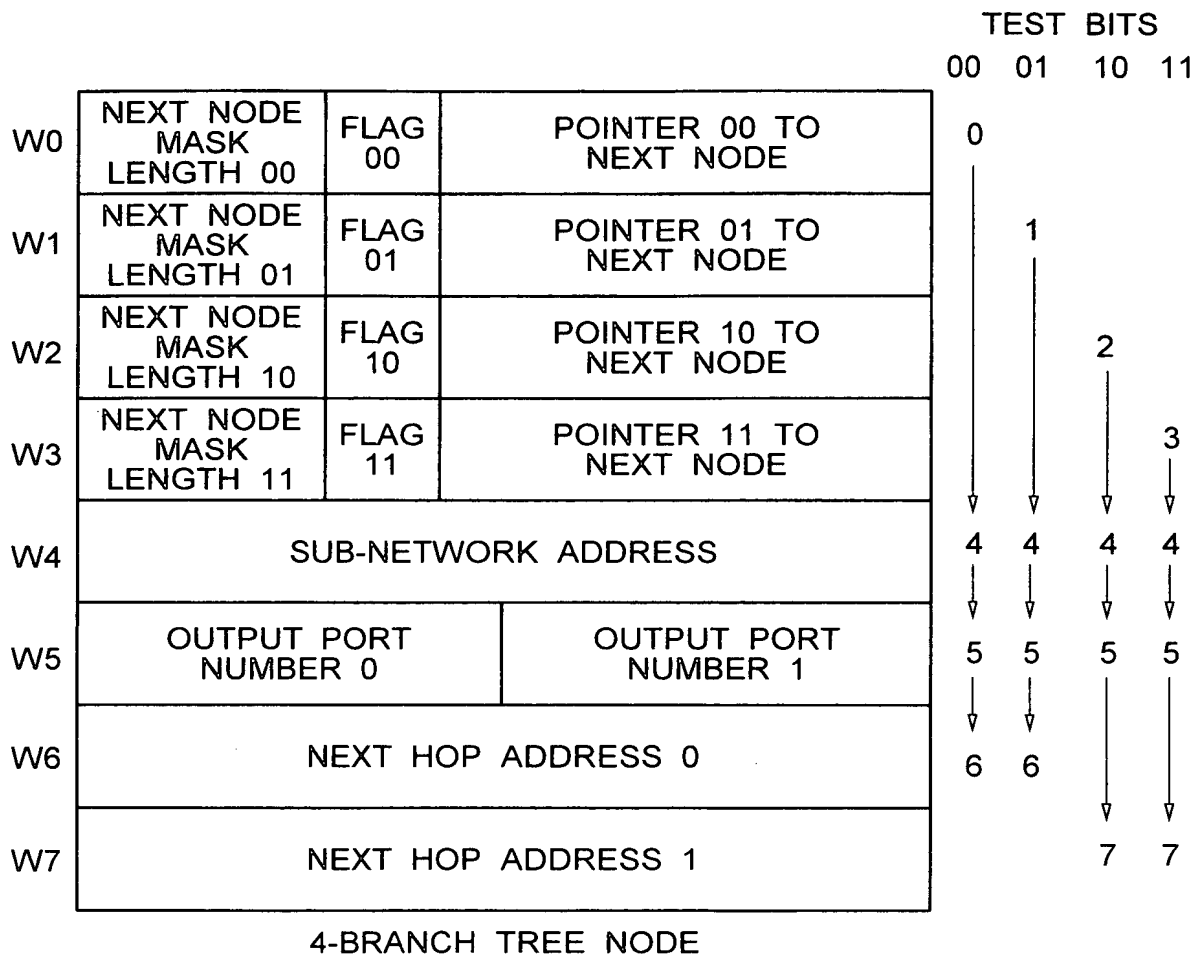 TEST BITS
00 01 10 11
W0
NEXT NODE
MASK
LENGTH 00
FLAG
00
POINTER 00 TO
NEXT NODE
0
W1
NEXT NODE
MASK
LENGTH 01
FLAG
01
POINTER 01 TO
NEXT NODE
1
W2
NEXT NODE
MASK
LENGTH 10
FLAG
10
POINTER 10 TO
NEXT NODE
2
W3
NEXT NODE
MASK
LENGTH 11
FLAG
11
POINTER 11 TO
NEXT NODE
3
W4
SUB-NETWORK ADDRESS
4 4 4 4
W5
OUTPUT PORT
NUMBER 0
OUTPUT PORT
NUMBER 1
5 5 5 5
W6
NEXT HOP ADDRESS 0
6 6
W7
NEXT HOP ADDRESS 1
7 7
4-BRANCH TREE NODE